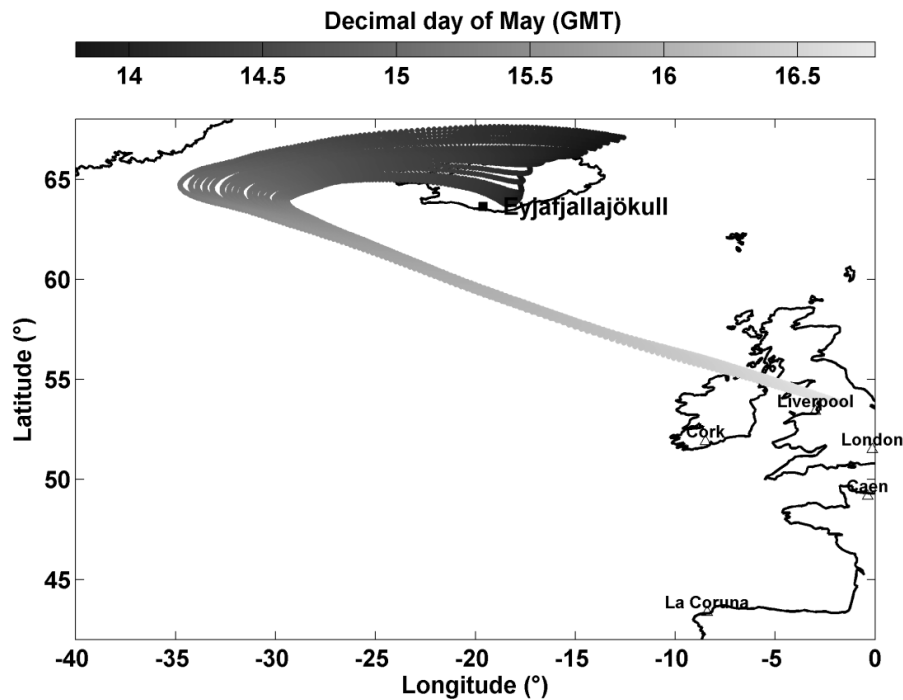 Decimal day of May (GMT)
14 14.5 15 15.5 16 16.5
65
Eyjafjallajökull
60
Latitude (°)
55
Liverpool
Cork
London
50
Caen
45
La Coruna
-40 -35 -30 -25 -20 -15 -10 -5 0
Longitude (°)